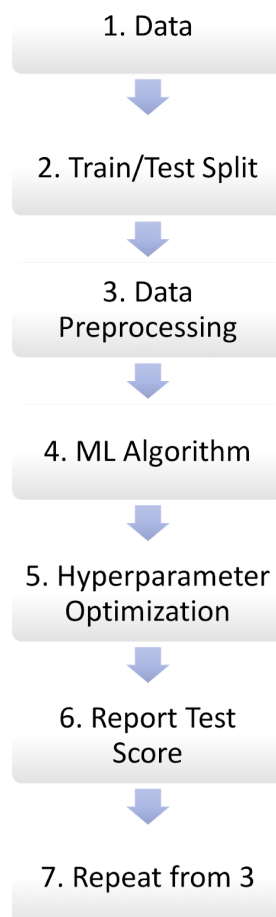 1. Data
2. Train/Test Split
3. Data
Preprocessing
4. ML Algorithm
5. Hyperparameter
Optimization
6. Report Test
Score
7. Repeat from 3